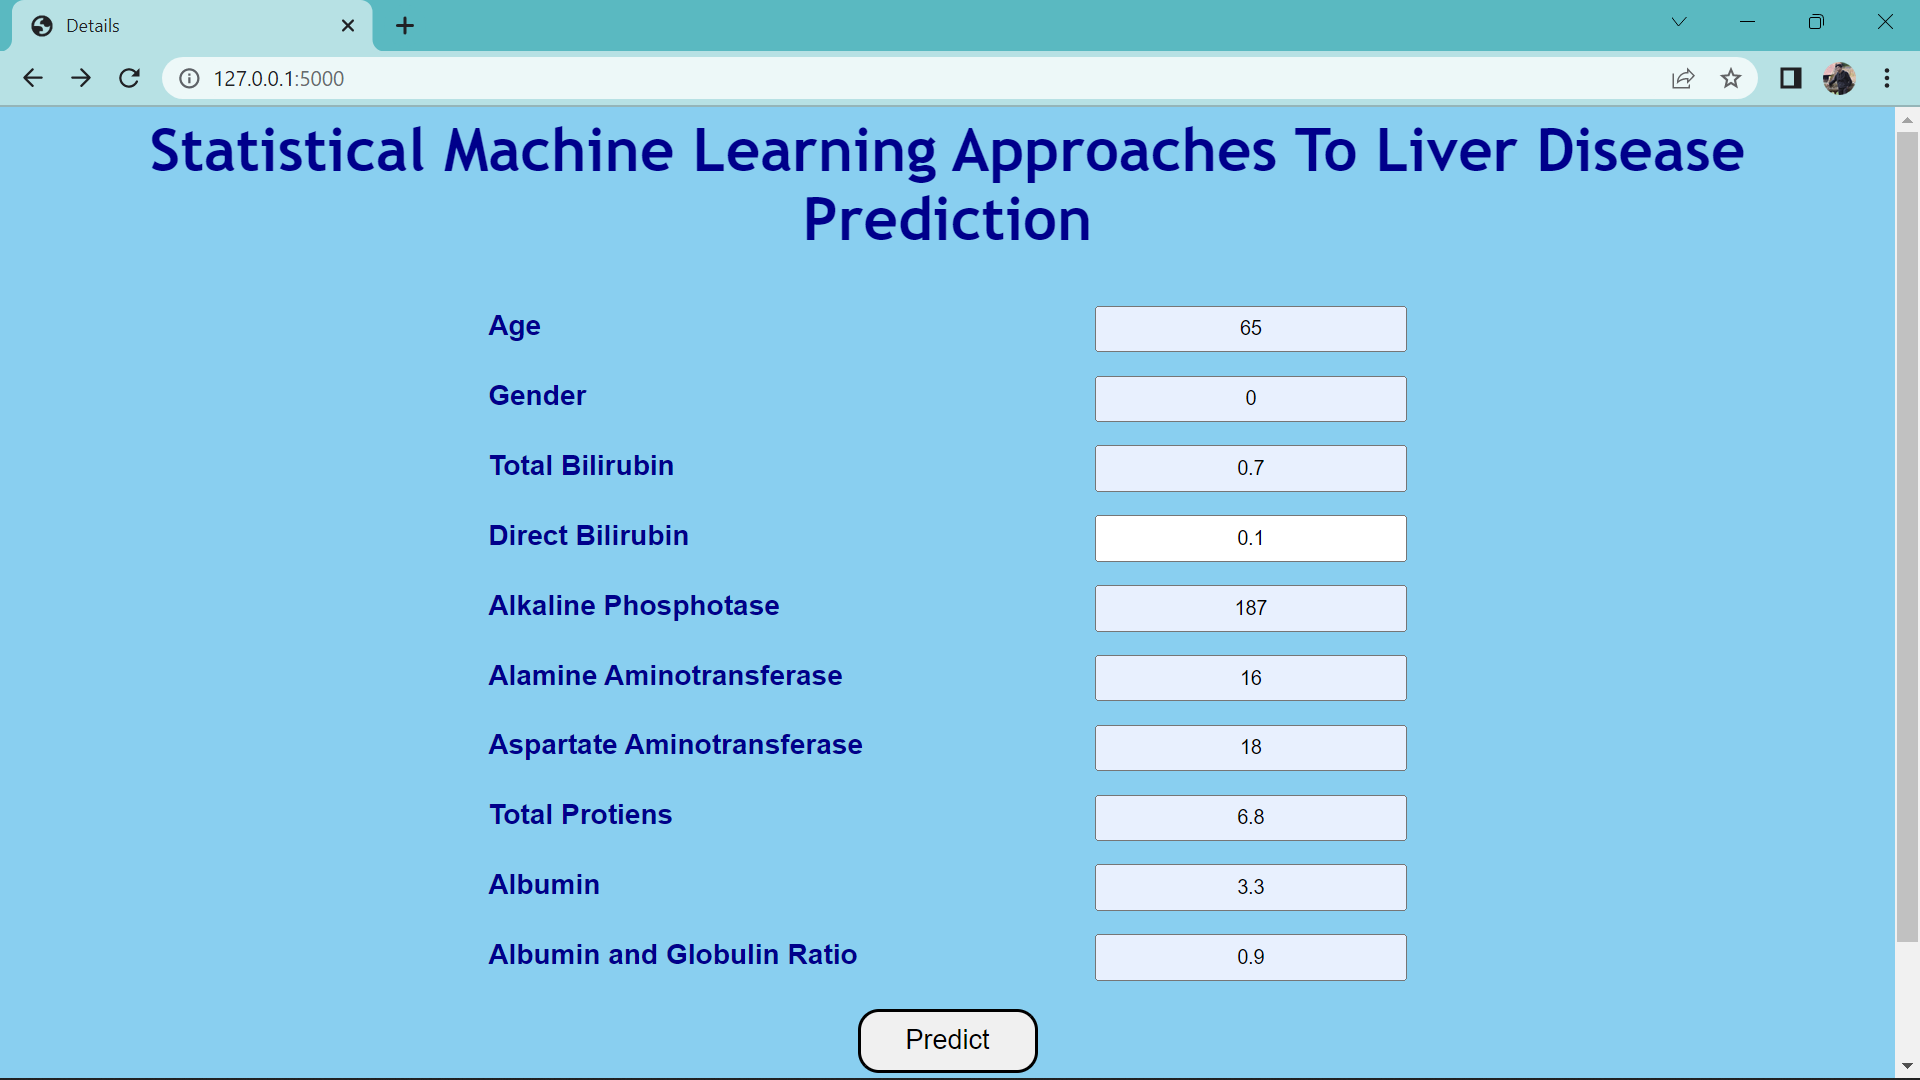 Details
127.0.0.1:5000
Statistical Machine Learning Approaches To Liver Disease
Prediction
Age 65
Gender 0
Total Bilirubin 0.7
Direct Bilirubin 0.1
Alkaline Phosphotase 187
Alamine Aminotransferase 16
Aspartate Aminotransferase 18
Total Protiens 6.8
Albumin 3.3
Albumin and Globulin Ratio 0.9
Predict